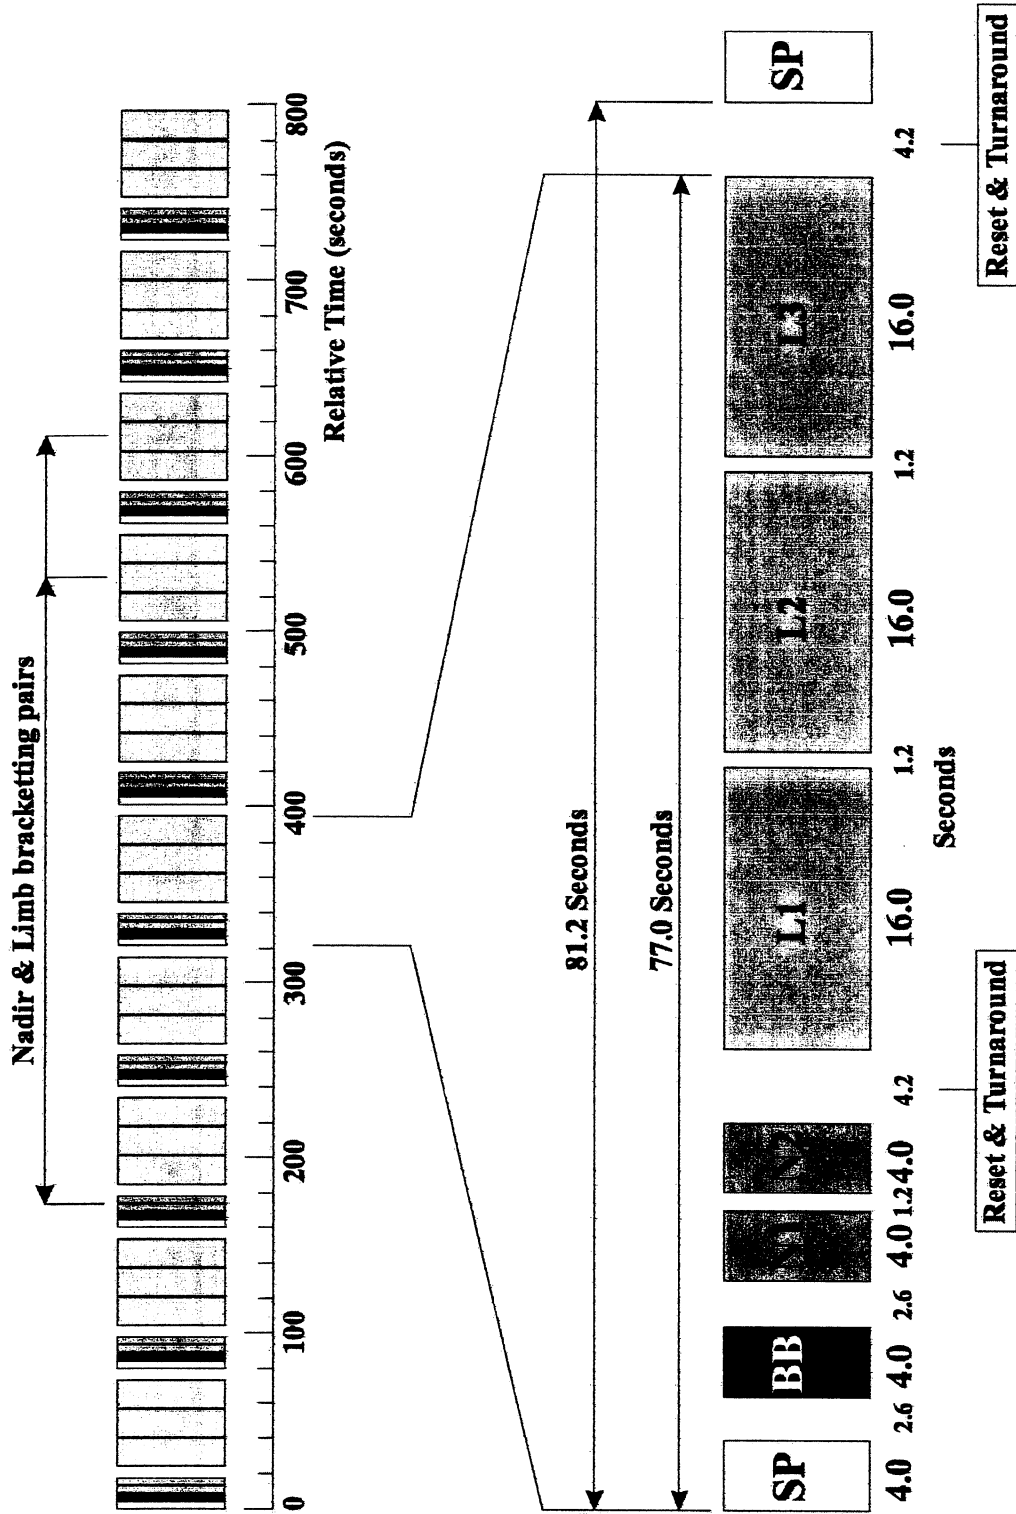 Nadir & Limb bracketting pairs
0 100 200 300 400 500 600 700 800
Relative Time (seconds)
81.2 Seconds
77.0 Seconds
SP BB N1 N2 L1 L2 L3 SP
4.0 2.6 4.0 2.6 4.0 1.2 4.0 4.2 16.0 1.2 16.0 1.2 16.0 4.2
Seconds
Reset & Turnaround
Reset & Turnaround